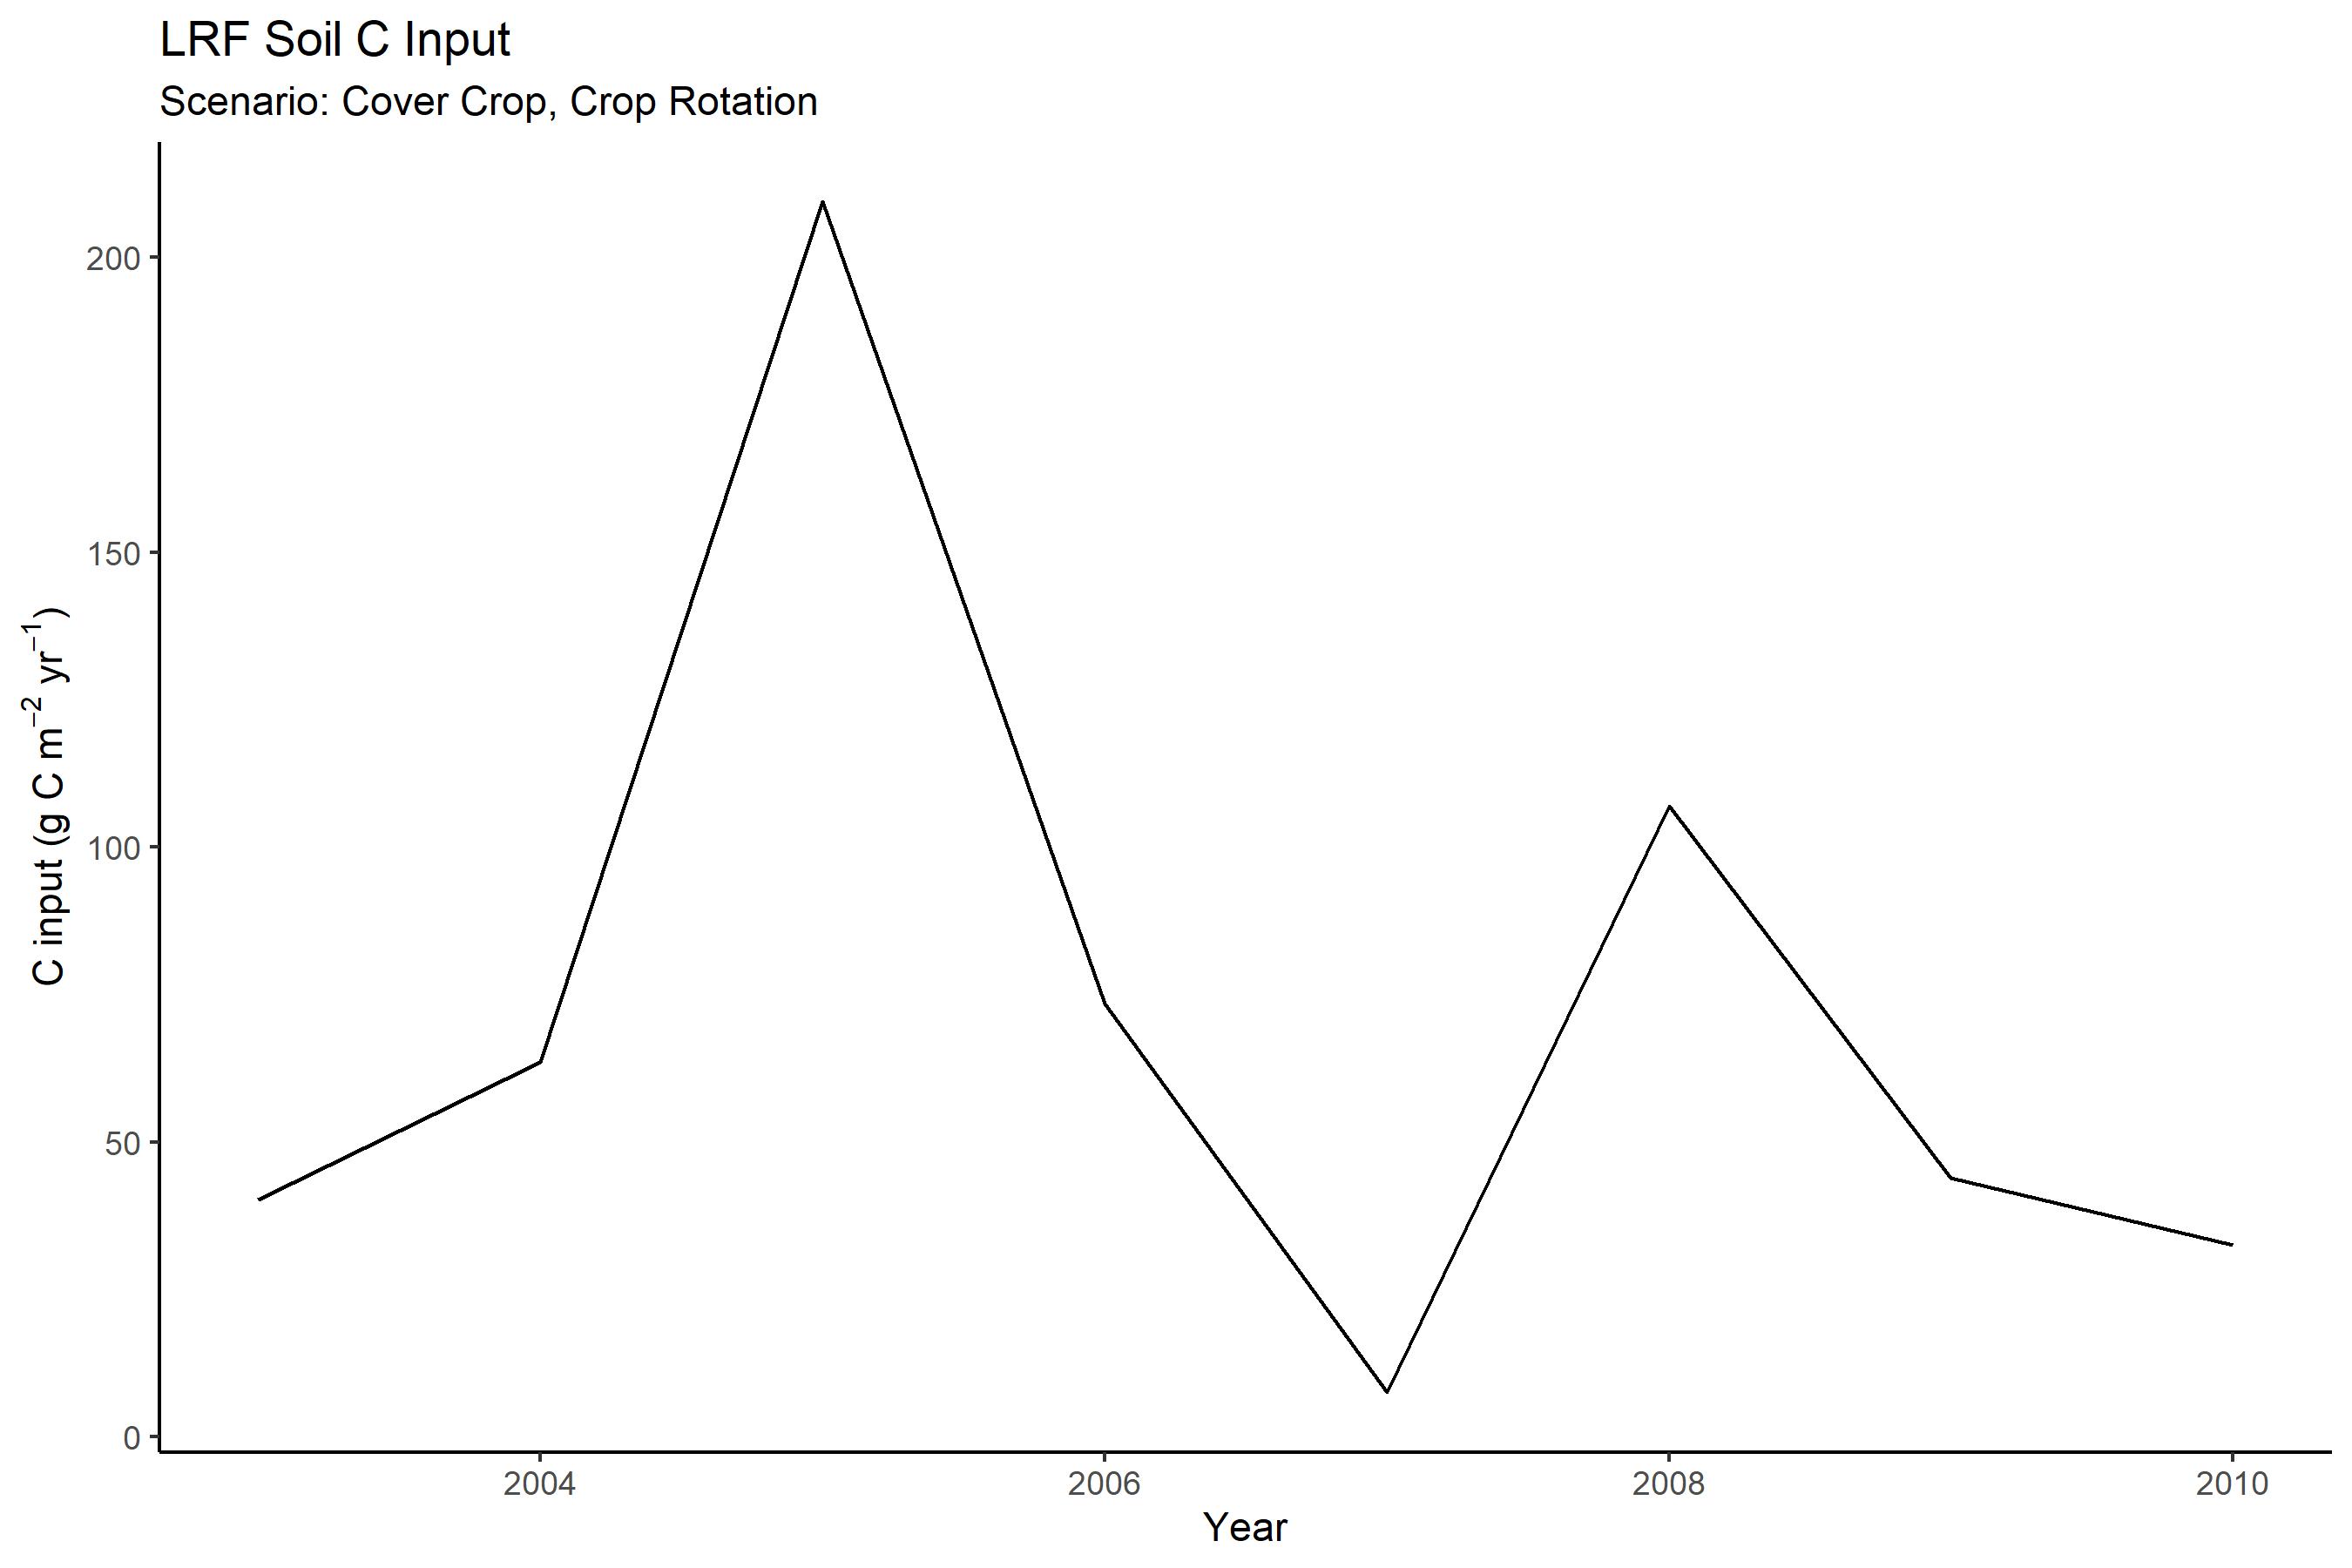 LRF Soil C Input
Scenario: Cover Crop, Crop Rotation
200
150
100
50
0
C input (g C m⁻² yr⁻¹)
2004 2006 2008 2010
Year